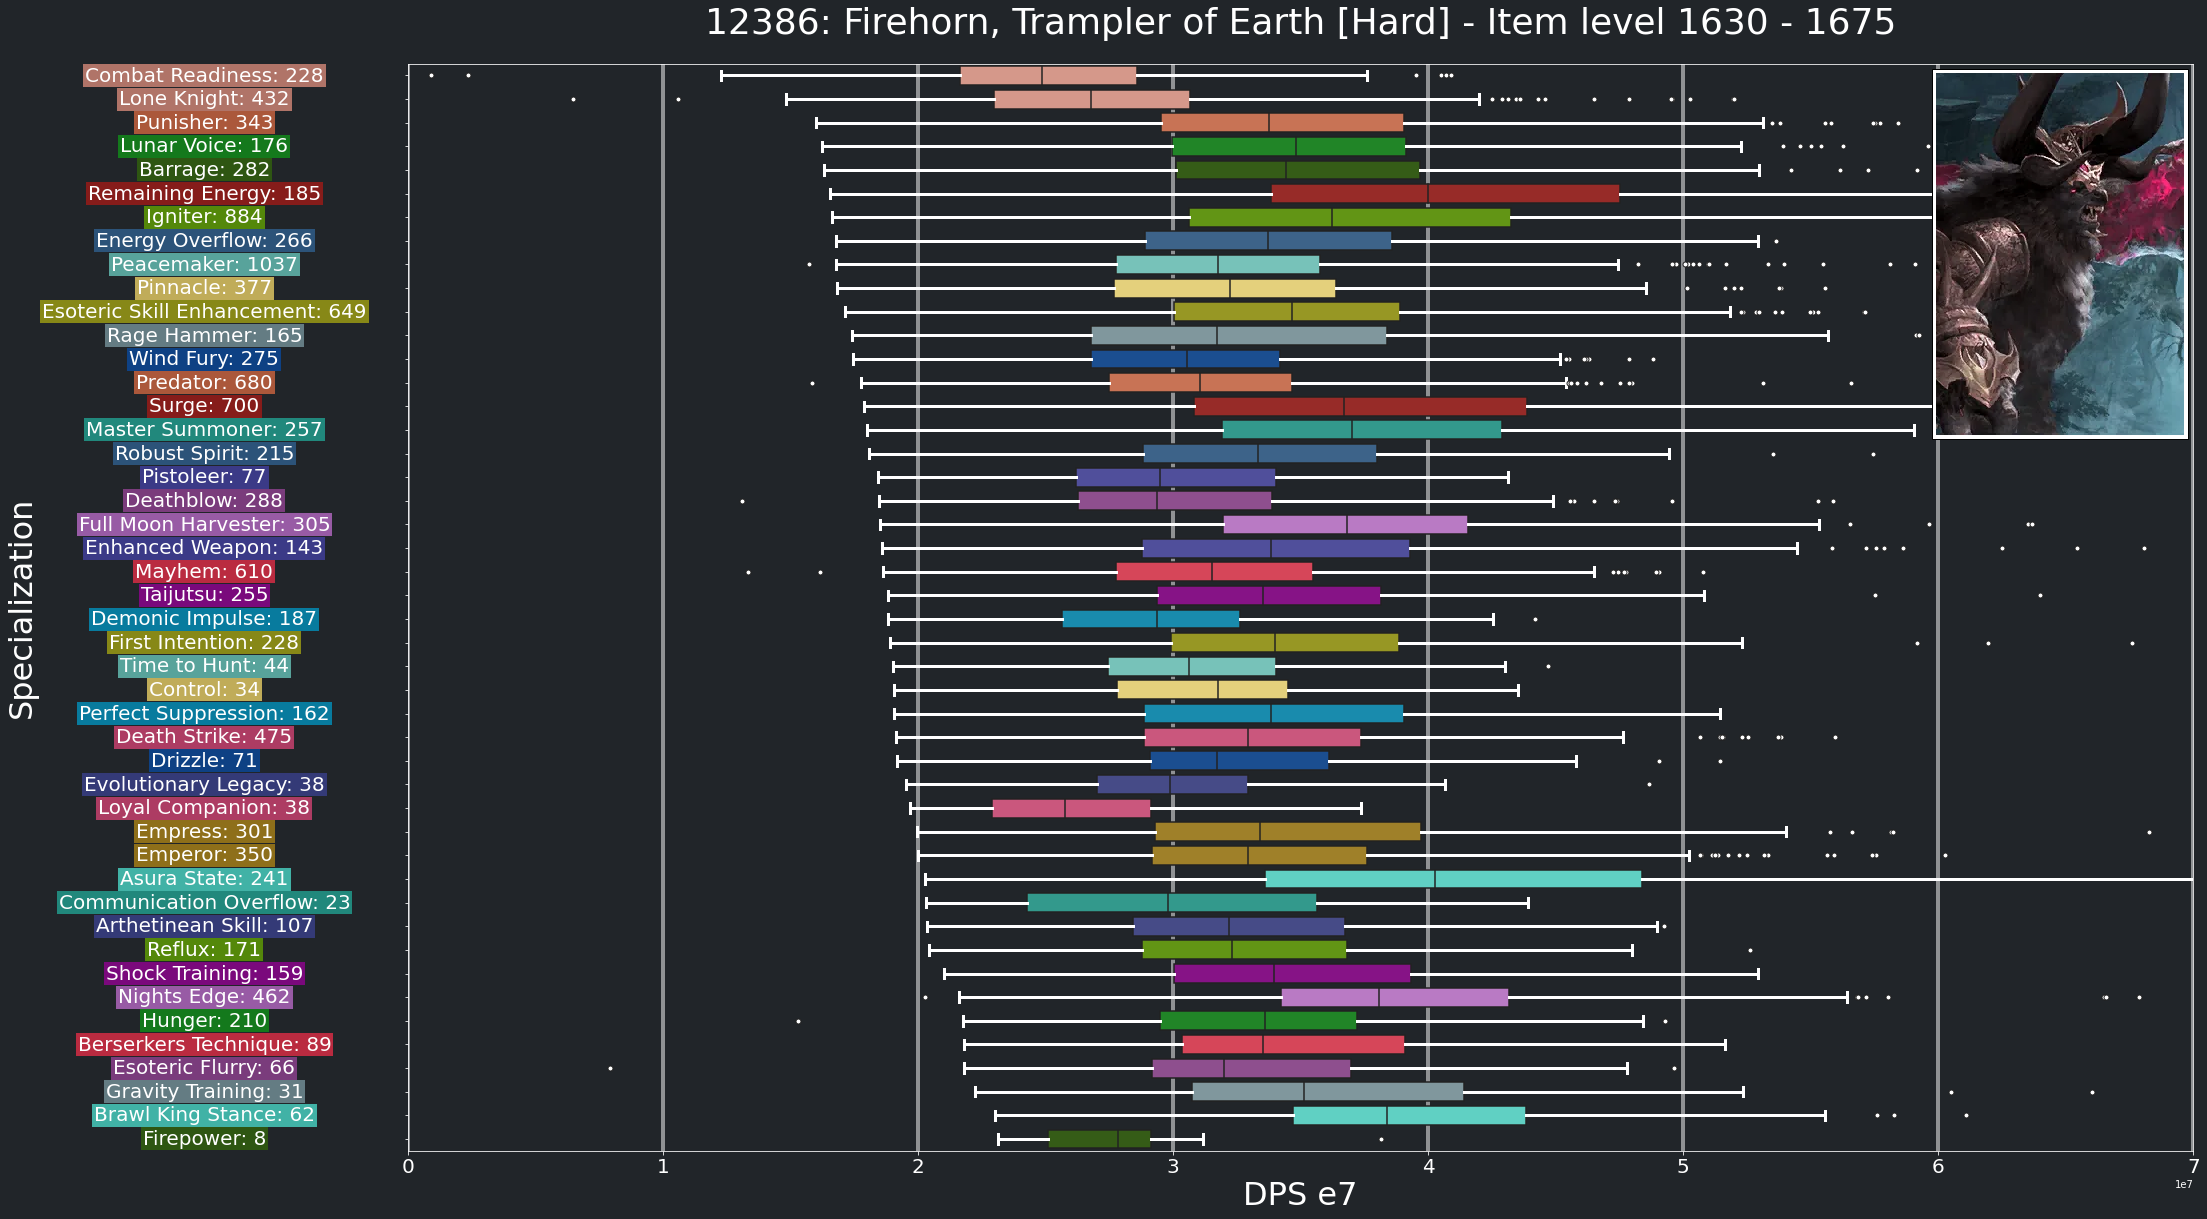 12386: Firehorn, Trampler of Earth [Hard] - Item level 1630 - 1675
Specialization
Combat Readiness: 228
Lone Knight: 432
Punisher: 343
Lunar Voice: 176
Barrage: 282
Remaining Energy: 185
Igniter: 884
Energy Overflow: 266
Peacemaker: 1037
Pinnacle: 377
Esoteric Skill Enhancement: 649
Rage Hammer: 165
Wind Fury: 275
Predator: 680
Surge: 700
Master Summoner: 257
Robust Spirit: 215
Pistoleer: 77
Deathblow: 288
Full Moon Harvester: 305
Enhanced Weapon: 143
Mayhem: 610
Taijutsu: 255
Demonic Impulse: 187
First Intention: 228
Time to Hunt: 44
Control: 34
Perfect Suppression: 162
Death Strike: 475
Drizzle: 71
Evolutionary Legacy: 38
Loyal Companion: 38
Empress: 301
Emperor: 350
Asura State: 241
Communication Overflow: 23
Arthetinean Skill: 107
Reflux: 171
Shock Training: 159
Nights Edge: 462
Hunger: 210
Berserkers Technique: 89
Esoteric Flurry: 66
Gravity Training: 31
Brawl King Stance: 62
Firepower: 8
0 1 2 3 4 5 6 7
1e7
DPS e7